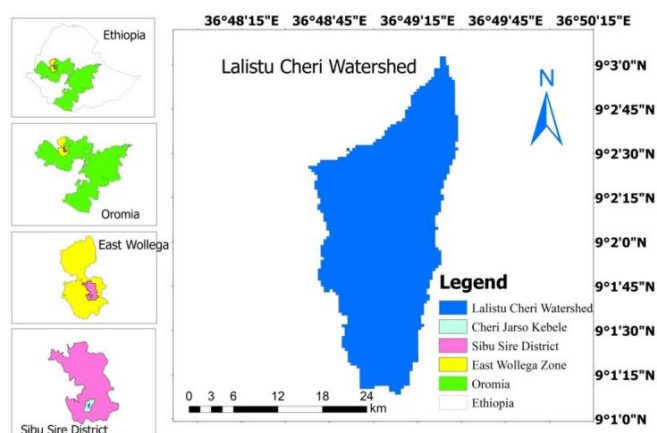 Ethiopia
Oromia
East Wollega
Sibu Sire District
36°48'15"E 36°48'45"E 36°49'15"E 36°49'45"E 36°50'15"E
Lalistu Cheri Watershed
N
9°3'0"N
9°2'45"N
9°2'30"N
9°2'15"N
9°2'0"N
9°1'45"N
9°1'30"N
9°1'15"N
9°1'0"N
Legend
Lalistu Cheri Watershed
Cheri Jarso Kebele
Sibu Sire District
East Wollega Zone
Oromia
Ethiopia
0 3 6 12 18 24
km